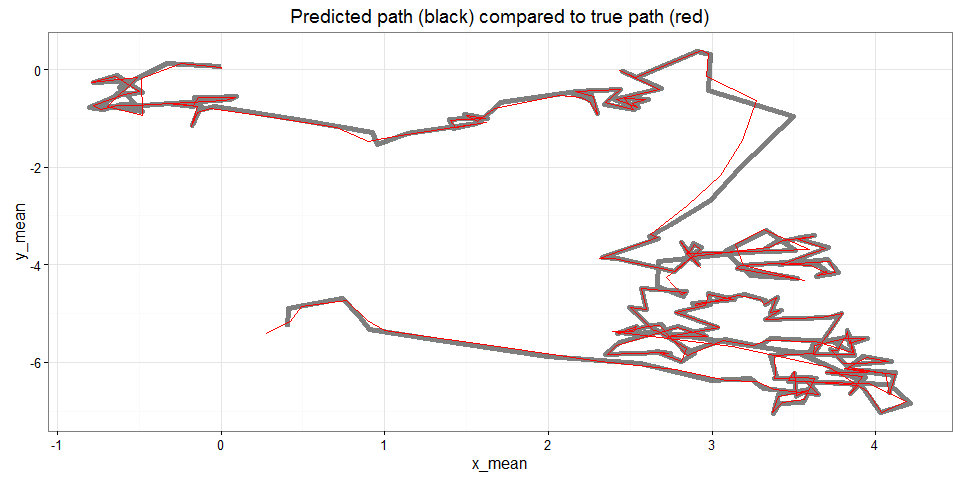 Predicted path (black) compared to true path (red)
0
-2
-4
-6
y_mean
-1 0 1 2 3 4
x_mean